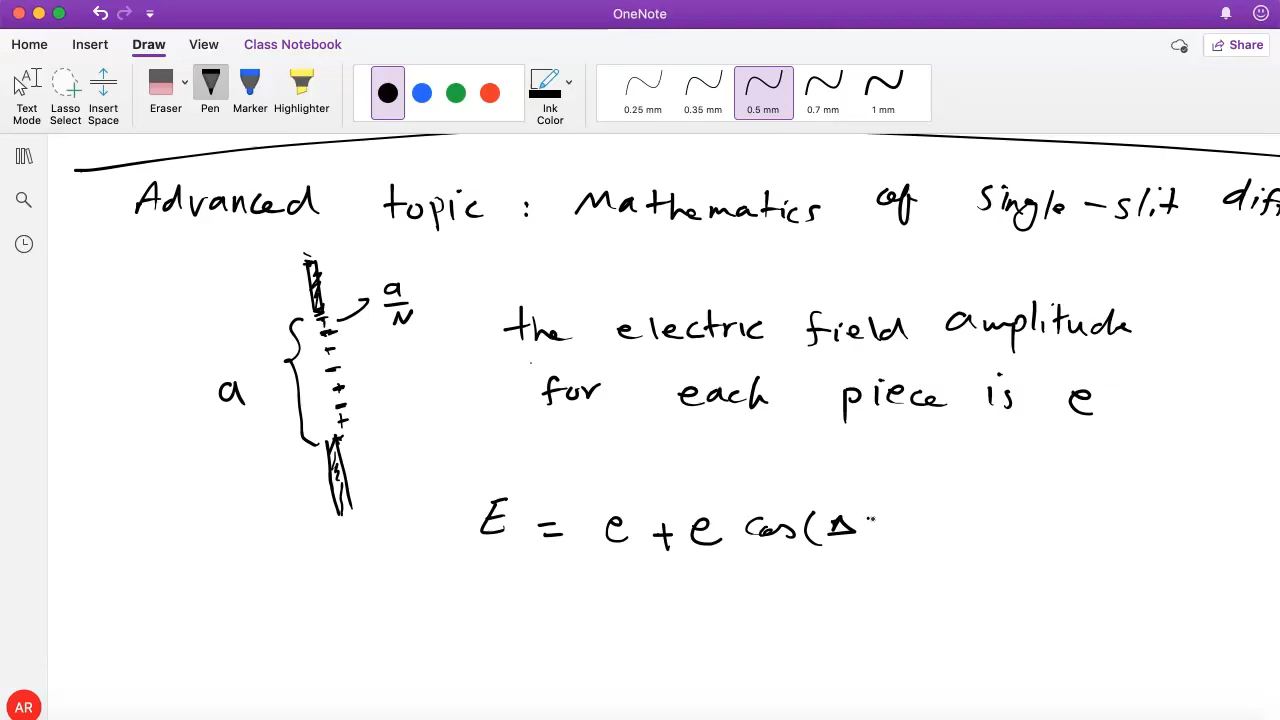 OneNote
Home Insert Draw View Class Notebook
Share
Text Mode
Lasso Select
Insert Space
Eraser
Pen
Marker
Highlighter
Ink Color
0.25 mm
0.35 mm
0.5 mm
0.7 mm
1 mm
Advanced topic : Mathematics of single-slit diff
a/N
a
the electric field amplitude
for each piece is e
E = e + e cos(Δ
AR